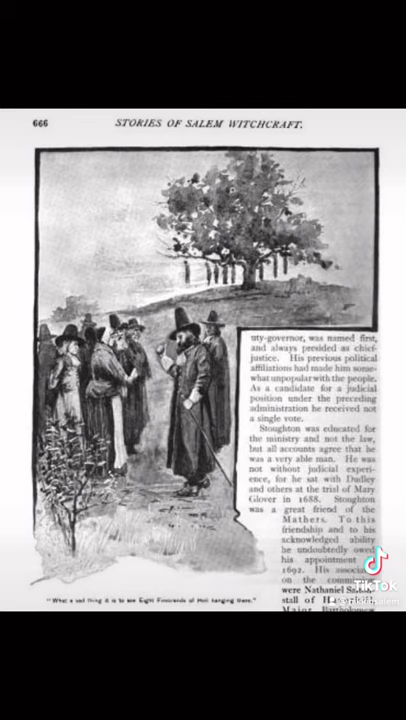 666
STORIES OF SALEM WITCHCRAFT.
uty-governor, was named first,
and always presided as chief-
justice. His previous political
affiliations had made him some-
what unpopular with the people.
As a candidate for a judicial
position under the preceding
administration he received not
a single vote.
Stoughton was educated for
the ministry and not the law,
but all accounts agree that he
was a very able man. He was
not without judicial experi-
ence, for he sat with Dudley
and others at the trial of Mary
Glover in 1688. Stoughton
was a great friend of the
Mathers. To this
friendship and to his
acknowledged ability
he undoubtedly owed
his appointment
1692. His
on the
were Nathaniel
stall of
Major Bartholomew
"What a sad thing it is to see Eight Firebrands of Hell hanging there."
TikTok